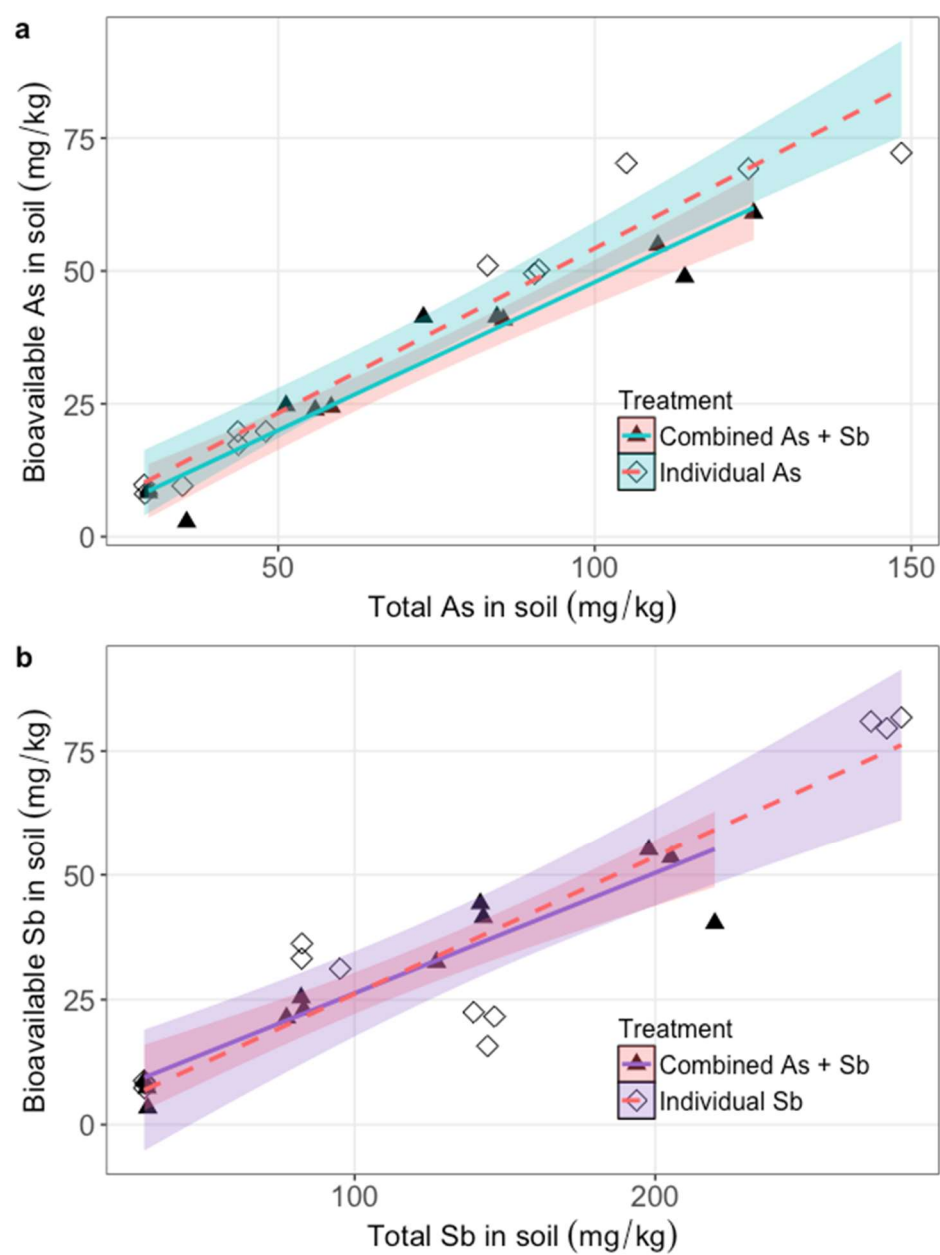 a
Bioavailable As in soil (mg/kg)
75
50
25
0
Treatment
Combined As + Sb
Individual As
50 100 150
Total As in soil (mg/kg)
b
Bioavailable Sb in soil (mg/kg)
75
50
25
0
Treatment
Combined As + Sb
Individual Sb
100 200
Total Sb in soil (mg/kg)